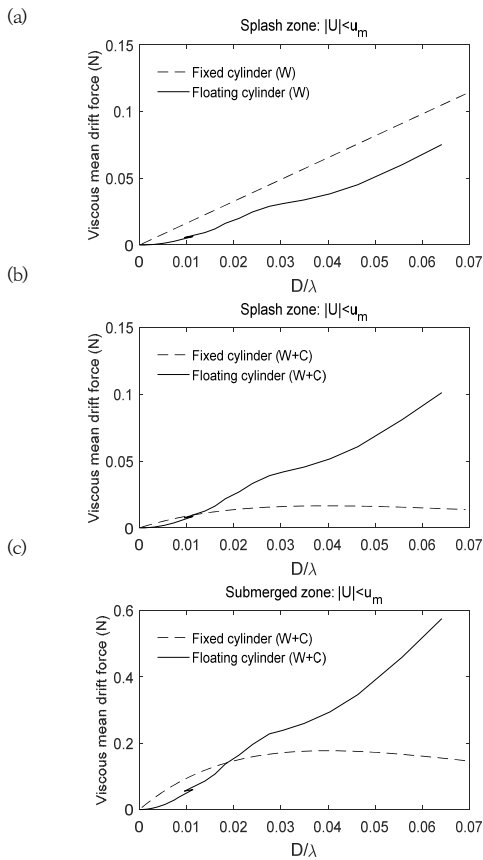 (a)
Splash zone: |U|<u_m
Viscous mean drift force (N)
0.15
0.1
0.05
0
Fixed cylinder (W)
Floating cylinder (W)
0 0.01 0.02 0.03 0.04 0.05 0.06 0.07
D/λ
(b)
Splash zone: |U|<u_m
Viscous mean drift force (N)
0.15
0.1
0.05
0
Fixed cylinder (W+C)
Floating cylinder (W+C)
0 0.01 0.02 0.03 0.04 0.05 0.06 0.07
D/λ
(c)
Submerged zone: |U|<u_m
Viscous mean drift force (N)
0.6
0.4
0.2
0
Fixed cylinder (W+C)
Floating cylinder (W+C)
0 0.01 0.02 0.03 0.04 0.05 0.06 0.07
D/λ